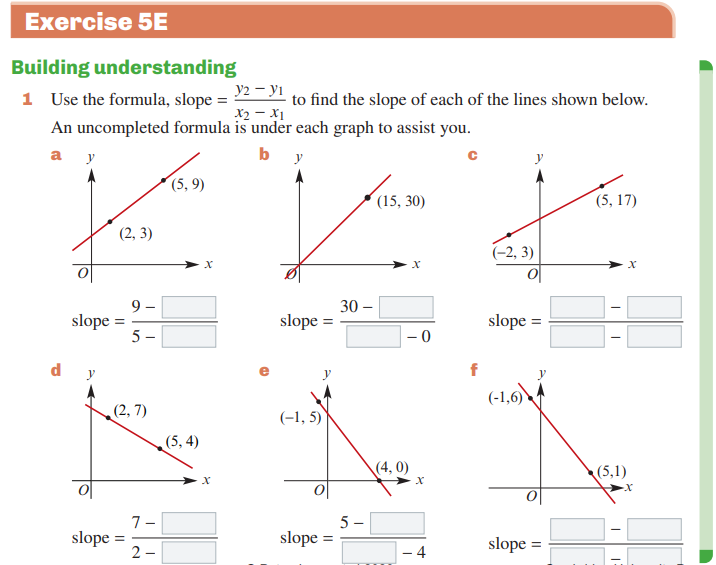 Exercise 5E
Building understanding
1 Use the formula, slope = (y2 − y1)/(x2 − x1) to find the slope of each of the lines shown below.
An uncompleted formula is under each graph to assist you.
a y b y c y
(5, 9) (15, 30) (5, 17)
(2, 3) (−2, 3)
x x x
O O O
9 − 30 − −
slope = slope = slope =
5 − − 0 −
d y e y f y
(2, 7) (−1, 5) (-1,6)
(5, 4) (4, 0) (5,1)
x x x
O O O
7 − 5 − −
slope = slope = slope =
2 − − 4 −